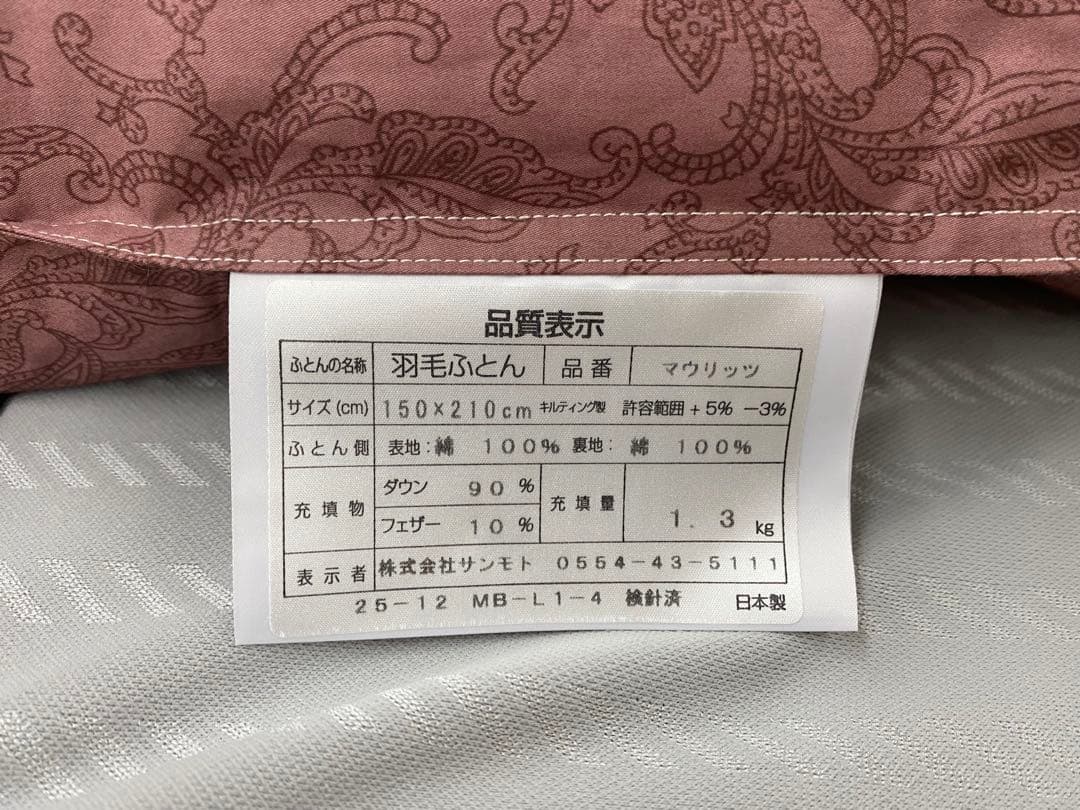 品質表示
ふとんの名称 羽毛ふとん 品番 マウリッツ
サイズ(cm) 150×210cm キルティング製 許容範囲+5% −3%
ふとん側 表地:綿 100% 裏地: 綿 100%
充填物 ダウン 90% 充填量 1.3kg
フェザー 10%
表示者 株式会社サンモト 0554-43-5111
25-12 MB-L1-4 検針済 日本製